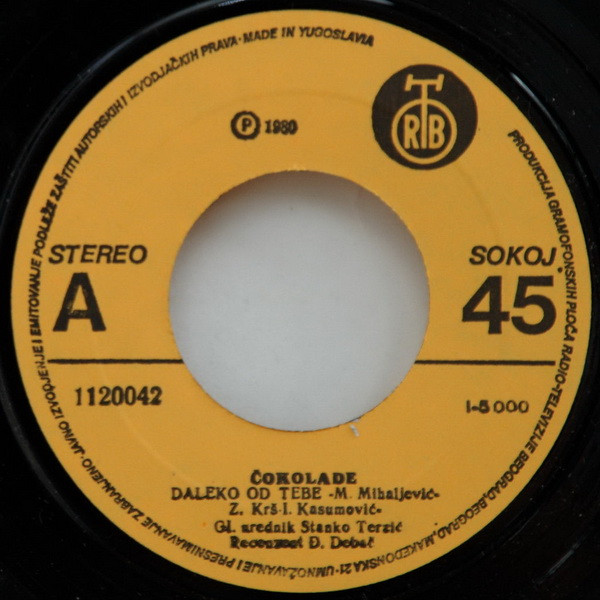 JAVNO IZVODJENJE I EMITOVANJE PODLEŽE ZAŠTITI AUTORSKIH I IZVODJAČKIH PRAVA·MADE IN YUGOSLAVIA
PRODUKCIJA GRAMOFONSKIH PLOČA RADIO-TELEVIZIJE BEOGRAD, BEOGRAD, MAKEDONSKA 21-UMNOŽAVANJE I PRESNIMAVANJE ZABRANJENO-
P 1980
RTB
STEREO
A
SOKOJ
45
1120042
I-5 000
ČOKOLADE
DALEKO OD TEBE -M. Mihaljević-
Z. Krš-I. Kasumović-
Gl. urednik Stanko Terzić
Recenzent Đ. Debač